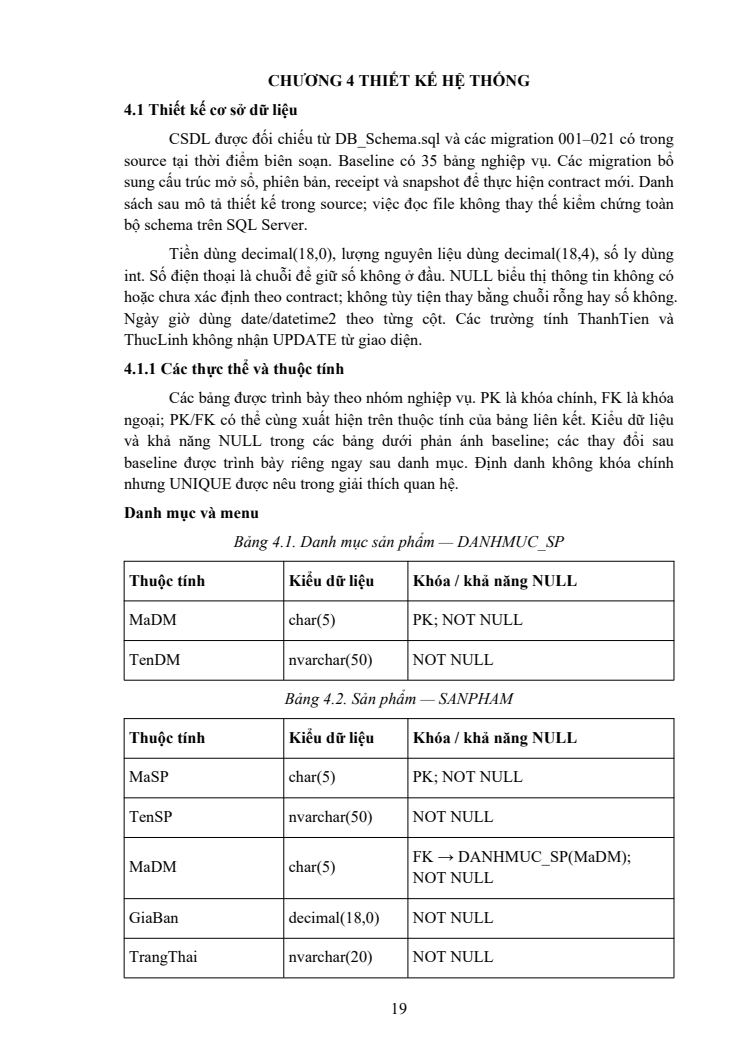 CHƯƠNG 4 THIẾT KẾ HỆ THỐNG
4.1 Thiết kế cơ sở dữ liệu
CSDL được đối chiếu từ DB_Schema.sql và các migration 001–021 có trong
source tại thời điểm biên soạn. Baseline có 35 bảng nghiệp vụ. Các migration bổ
sung cấu trúc mở sổ, phiên bản, receipt và snapshot để thực hiện contract mới. Danh
sách sau mô tả thiết kế trong source; việc đọc file không thay thế kiểm chứng toàn
bộ schema trên SQL Server.
Tiền dùng decimal(18,0), lượng nguyên liệu dùng decimal(18,4), số ly dùng
int. Số điện thoại là chuỗi để giữ số không ở đầu. NULL biểu thị thông tin không có
hoặc chưa xác định theo contract; không tùy tiện thay bằng chuỗi rỗng hay số không.
Ngày giờ dùng date/datetime2 theo từng cột. Các trường tính ThanhTien và
ThucLinh không nhận UPDATE từ giao diện.
4.1.1 Các thực thể và thuộc tính
Các bảng được trình bày theo nhóm nghiệp vụ. PK là khóa chính, FK là khóa
ngoại; PK/FK có thể cùng xuất hiện trên thuộc tính của bảng liên kết. Kiểu dữ liệu
và khả năng NULL trong các bảng dưới phản ánh baseline; các thay đổi sau
baseline được trình bày riêng ngay sau danh mục. Định danh không khóa chính
nhưng UNIQUE được nêu trong giải thích quan hệ.
Danh mục và menu
Bảng 4.1. Danh mục sản phẩm — DANHMUC_SP
Thuộc tính Kiểu dữ liệu Khóa / khả năng NULL
MaDM char(5) PK; NOT NULL
TenDM nvarchar(50) NOT NULL
Bảng 4.2. Sản phẩm — SANPHAM
Thuộc tính Kiểu dữ liệu Khóa / khả năng NULL
MaSP char(5) PK; NOT NULL
TenSP nvarchar(50) NOT NULL
MaDM char(5) FK → DANHMUC_SP(MaDM);
NOT NULL
GiaBan decimal(18,0) NOT NULL
TrangThai nvarchar(20) NOT NULL
19